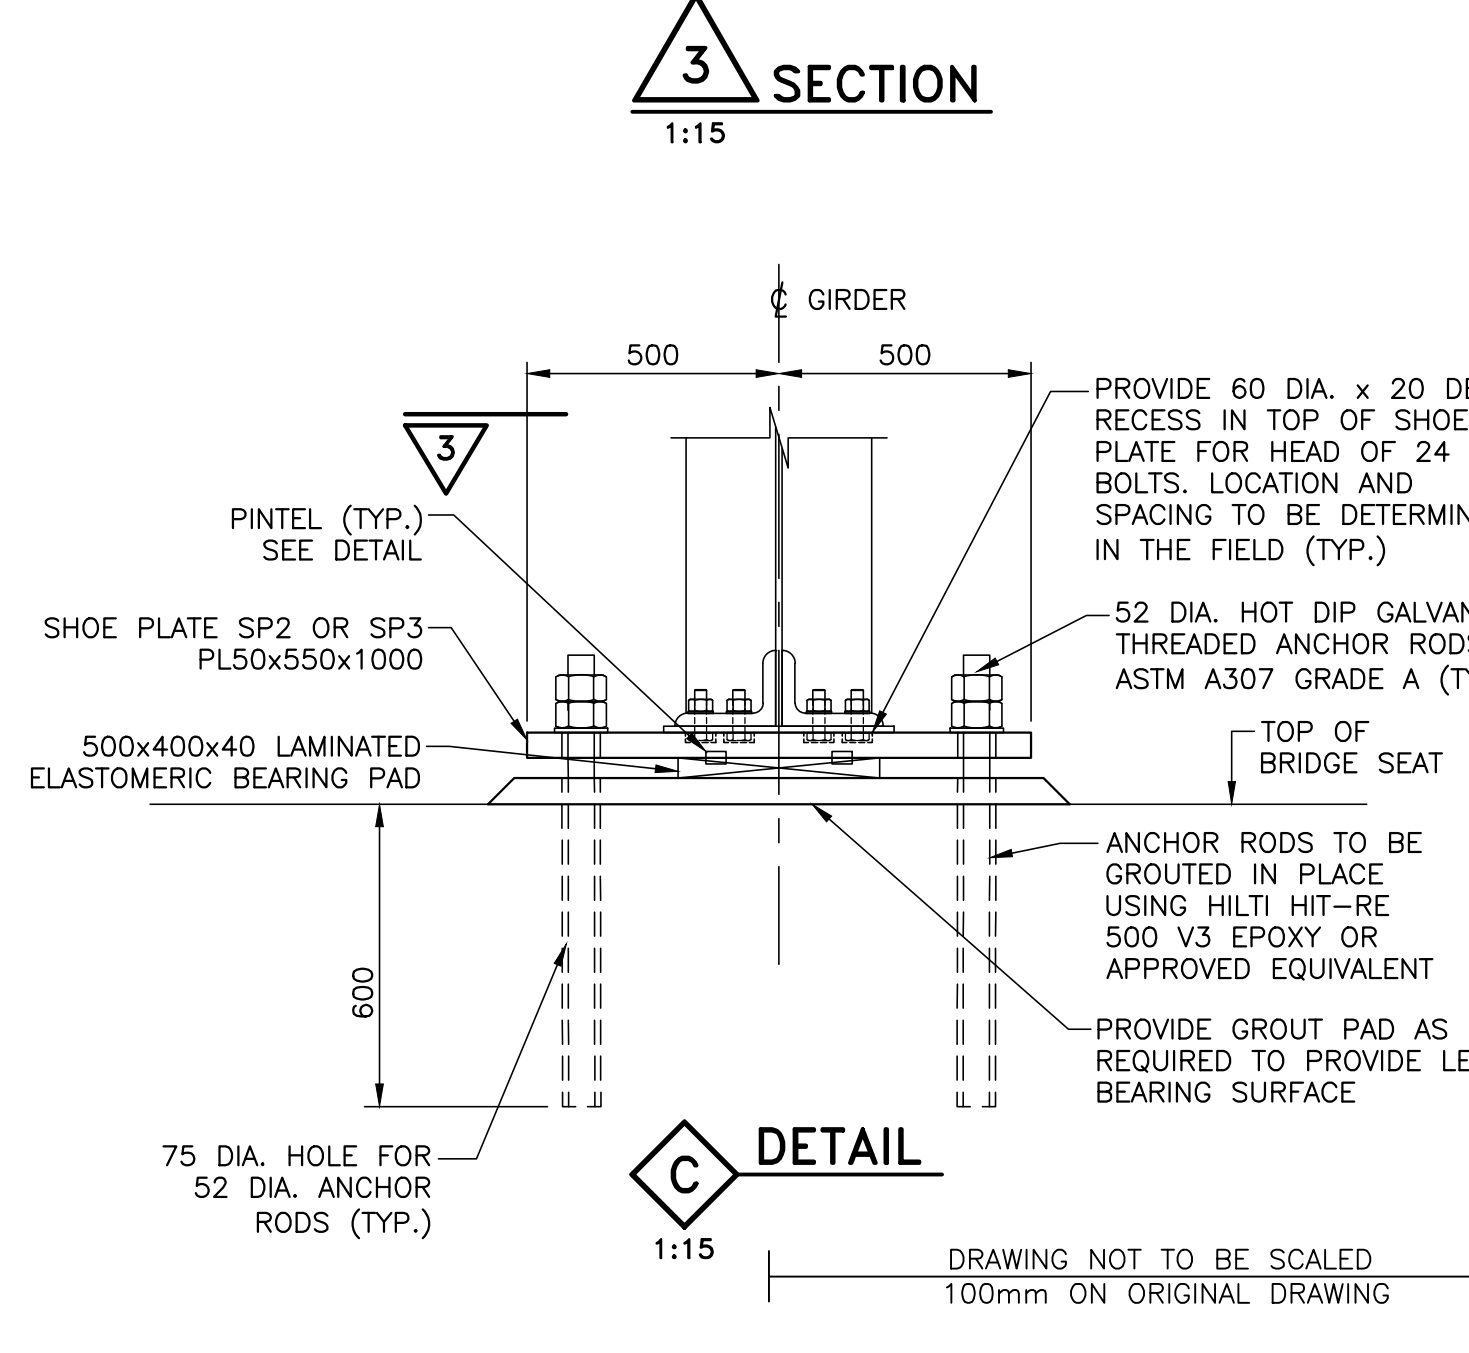 3 SECTION
1:15
℄ GIRDER
500 500
3
PINTEL (TYP.)
SEE DETAIL
SHOE PLATE SP2 OR SP3
PL50x550x1000
500x400x40 LAMINATED
ELASTOMERIC BEARING PAD
PROVIDE 60 DIA. x 20
RECESS IN TOP OF SHOE
PLATE FOR HEAD OF 24
BOLTS. LOCATION AND
SPACING TO BE
IN THE FIELD (TYP.)
52 DIA. HOT DIP
THREADED ANCHOR
ASTM A307 GRADE A
TOP OF
BRIDGE SEAT
ANCHOR RODS TO BE
GROUTED IN PLACE
USING HILTI HIT-RE
500 V3 EPOXY OR
APPROVED EQUIVALENT
600
PROVIDE GROUT PAD AS
REQUIRED TO PROVIDE
BEARING SURFACE
75 DIA. HOLE FOR
52 DIA. ANCHOR
RODS (TYP.)
C DETAIL
1:15
DRAWING NOT TO BE SCALED
100mm ON ORIGINAL DRAWING